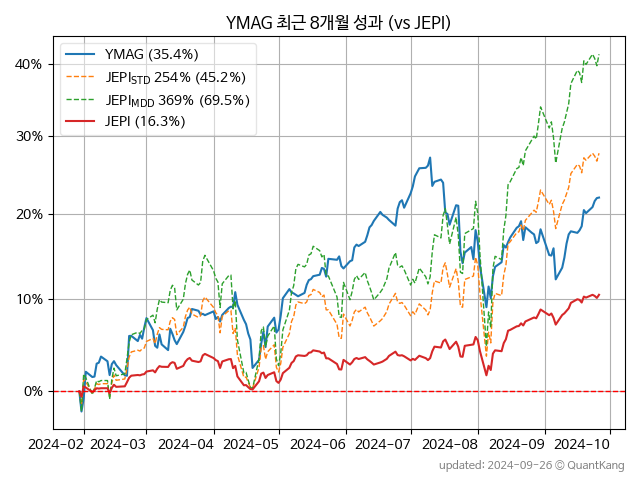 YMAG 최근 8개월 성과 (vs JEPI)
YMAG (35.4%)
JEPISTD 254% (45.2%)
JEPIMDD 369% (69.5%)
JEPI (16.3%)
40%
30%
20%
10%
0%
2024-02 2024-03 2024-04 2024-05 2024-06 2024-07 2024-08 2024-09 2024-10
updated: 2024-09-26 © QuantKang